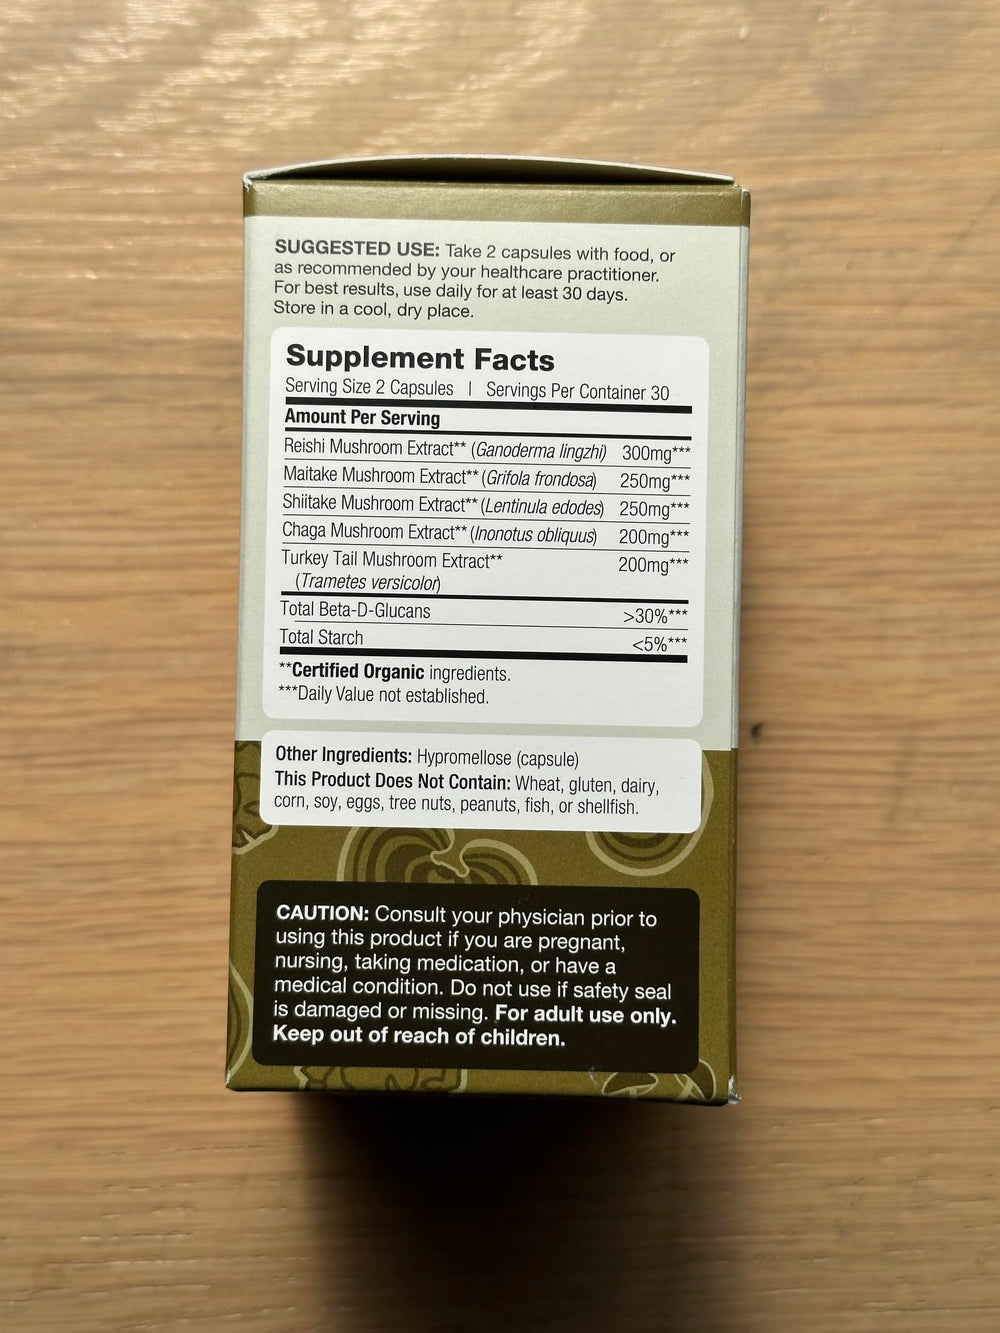 SUGGESTED USE: Take 2 capsules with food, or
as recommended by your healthcare practitioner.
For best results, use daily for at least 30 days.
Store in a cool, dry place.
Supplement Facts
Serving Size 2 Capsules | Servings Per Container 30
Amount Per Serving
Reishi Mushroom Extract** (Ganoderma lingzhi) 300mg***
Maitake Mushroom Extract** (Grifola frondosa) 250mg***
Shiitake Mushroom Extract** (Lentinula edodes) 250mg***
Chaga Mushroom Extract** (Inonotus obliquus) 200mg***
Turkey Tail Mushroom Extract** 200mg***
(Trametes versicolor)
Total Beta-D-Glucans >30%***
Total Starch <5%***
**Certified Organic ingredients.
***Daily Value not established.
Other Ingredients: Hypromellose (capsule)
This Product Does Not Contain: Wheat, gluten, dairy,
corn, soy, eggs, tree nuts, peanuts, fish, or shellfish.
CAUTION: Consult your physician prior to
using this product if you are pregnant,
nursing, taking medication, or have a
medical condition. Do not use if safety seal
is damaged or missing. For adult use only.
Keep out of reach of children.